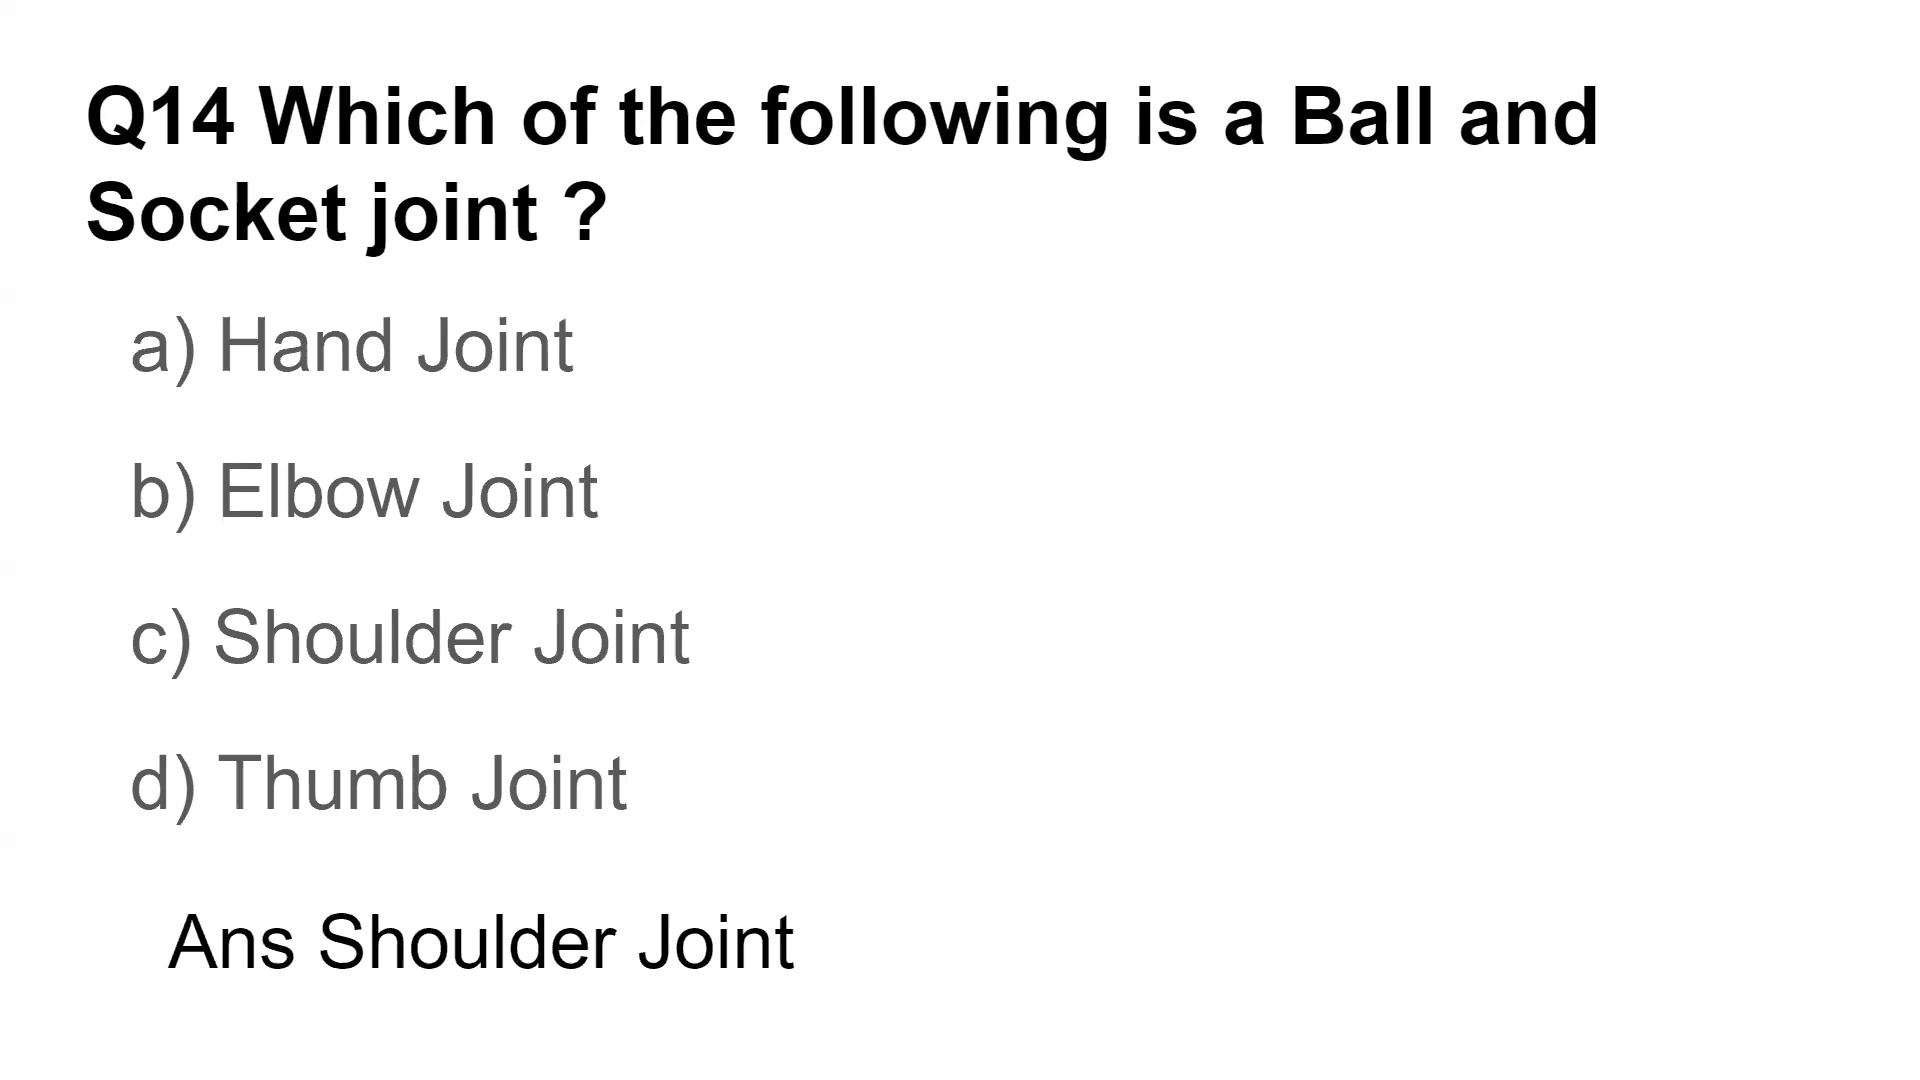 Q14 Which of the following is a Ball and
Socket joint ?
a) Hand Joint
b) Elbow Joint
c) Shoulder Joint
d) Thumb Joint
Ans Shoulder Joint